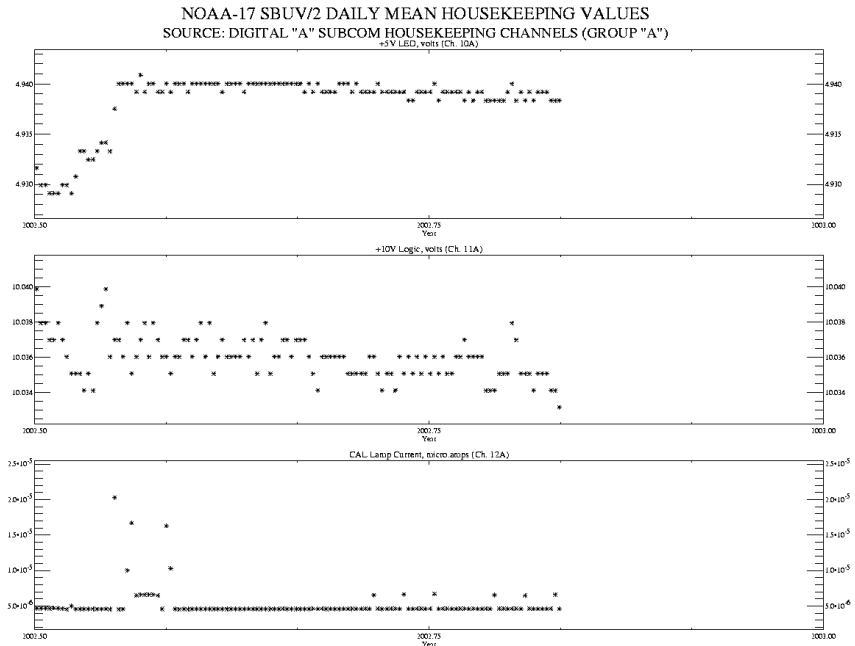 NOAA-17 SBUV/2 DAILY MEAN HOUSEKEEPING VALUES
SOURCE: DIGITAL "A" SUBCOM HOUSEKEEPING CHANNELS (GROUP "A")
+5V LED, volts (Ch. 10A)
4.940 4.940
4.935 4.935
4.930 4.930
2002.50 2002.75 2003.00
Year
+10V Logic, volts (Ch. 11A)
10.040 10.040
10.038 10.038
10.036 10.036
10.034 10.034
2002.50 2002.75 2003.00
Year
CAL Lamp Current, micro.amps (Ch. 12A)
2.5•10⁻⁵ 2.5•10⁻⁵
2.0•10⁻⁵ 2.0•10⁻⁵
1.5•10⁻⁵ 1.5•10⁻⁵
1.0•10⁻⁵ 1.0•10⁻⁵
5.0•10⁻⁶ 5.0•10⁻⁶
2002.50 2002.75 2003.00
Year